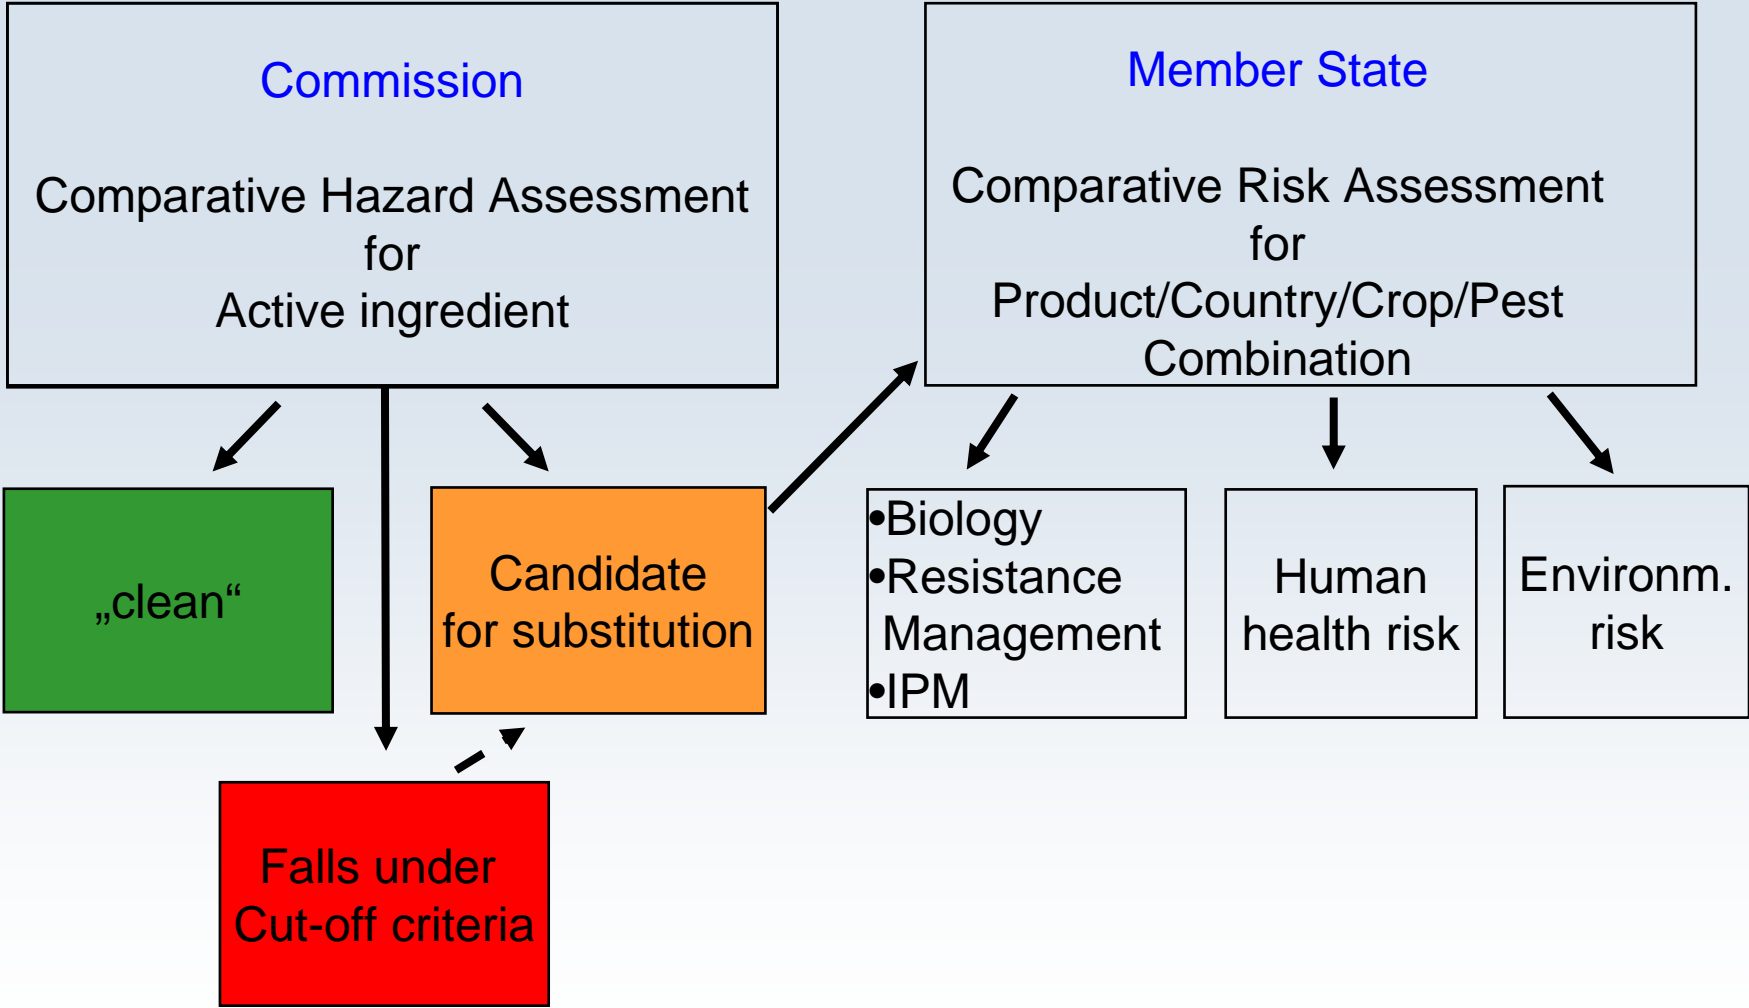 Commission
Comparative Hazard Assessment
for
Active ingredient
Member State
Comparative Risk Assessment
for
Product/Country/Crop/Pest
Combination
„clean“
Candidate
for substitution
•Biology
•Resistance
Management
•IPM
Human
health risk
Environm.
risk
Falls under
Cut-off criteria